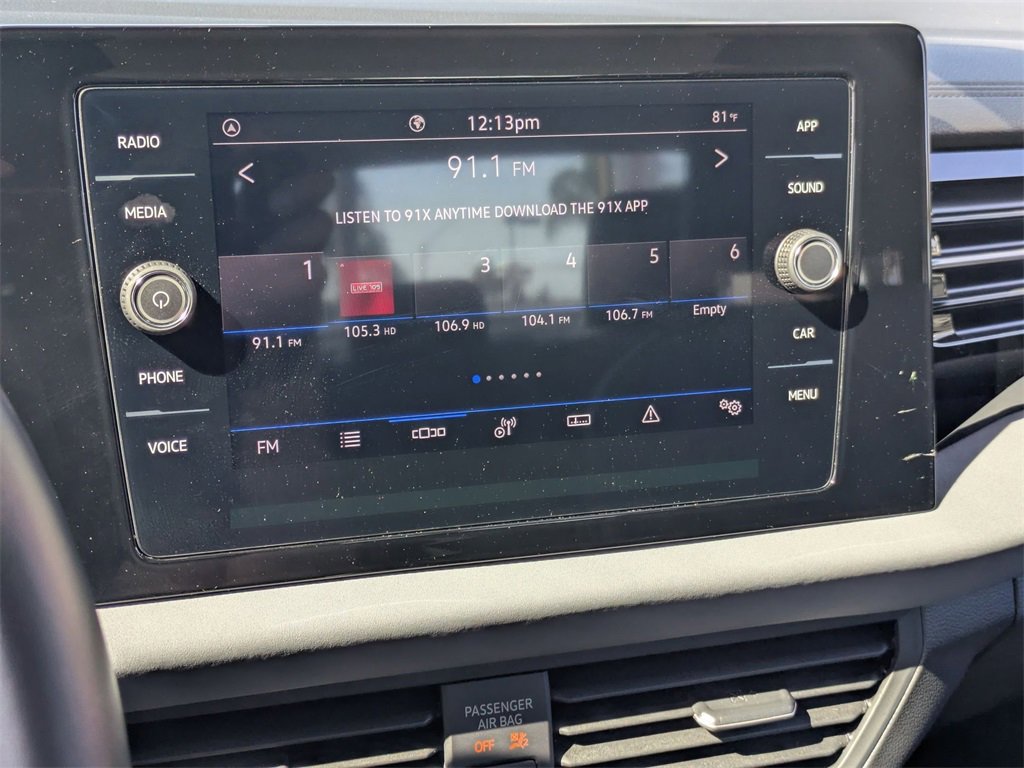 12:13pm
81°F
91.1 FM
LISTEN TO 91X ANYTIME DOWNLOAD THE 91X APP
1
LIVE 105
3
4
5
6
91.1 FM
105.3 HD
106.9 HD
104.1 FM
106.7 FM
Empty
FM
RADIO
MEDIA
PHONE
VOICE
APP
SOUND
CAR
MENU
PASSENGER
AIR BAG
OFF